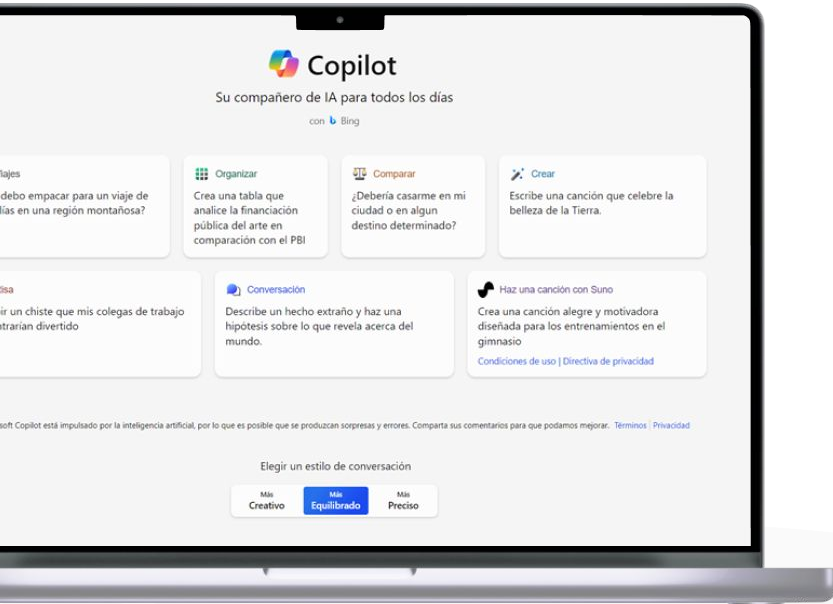 Copilot
Su compañero de IA para todos los días
con Bing
debo empacar para un viaje de
en una región montañosa?
Organizar
Crea una tabla que
analice la financiación
pública del arte en
comparación con el PBI
Comparar
¿Debería casarme en mi
ciudad o en algun
destino determinado?
Crear
Escribe una canción que celebre la
belleza de la Tierra.
un chiste que mis colegas de trabajo
divertido
Conversación
Describe un hecho extraño y haz una
hipótesis sobre lo que revela acerca del
mundo.
Haz una canción con Suno
Crea una canción alegre y motivadora
diseñada para los entrenamientos en el
gimnasio
Condiciones de uso | Directiva de privacidad
Copilot está impulsado por la inteligencia artificial, por lo que es posible que se produzcan sorpresas y errores. Comparta sus comentarios para que podamos mejorar. Términos | Privacidad
Elegir un estilo de conversación
Más
Creativo
Más
Equilibrado
Más
Preciso